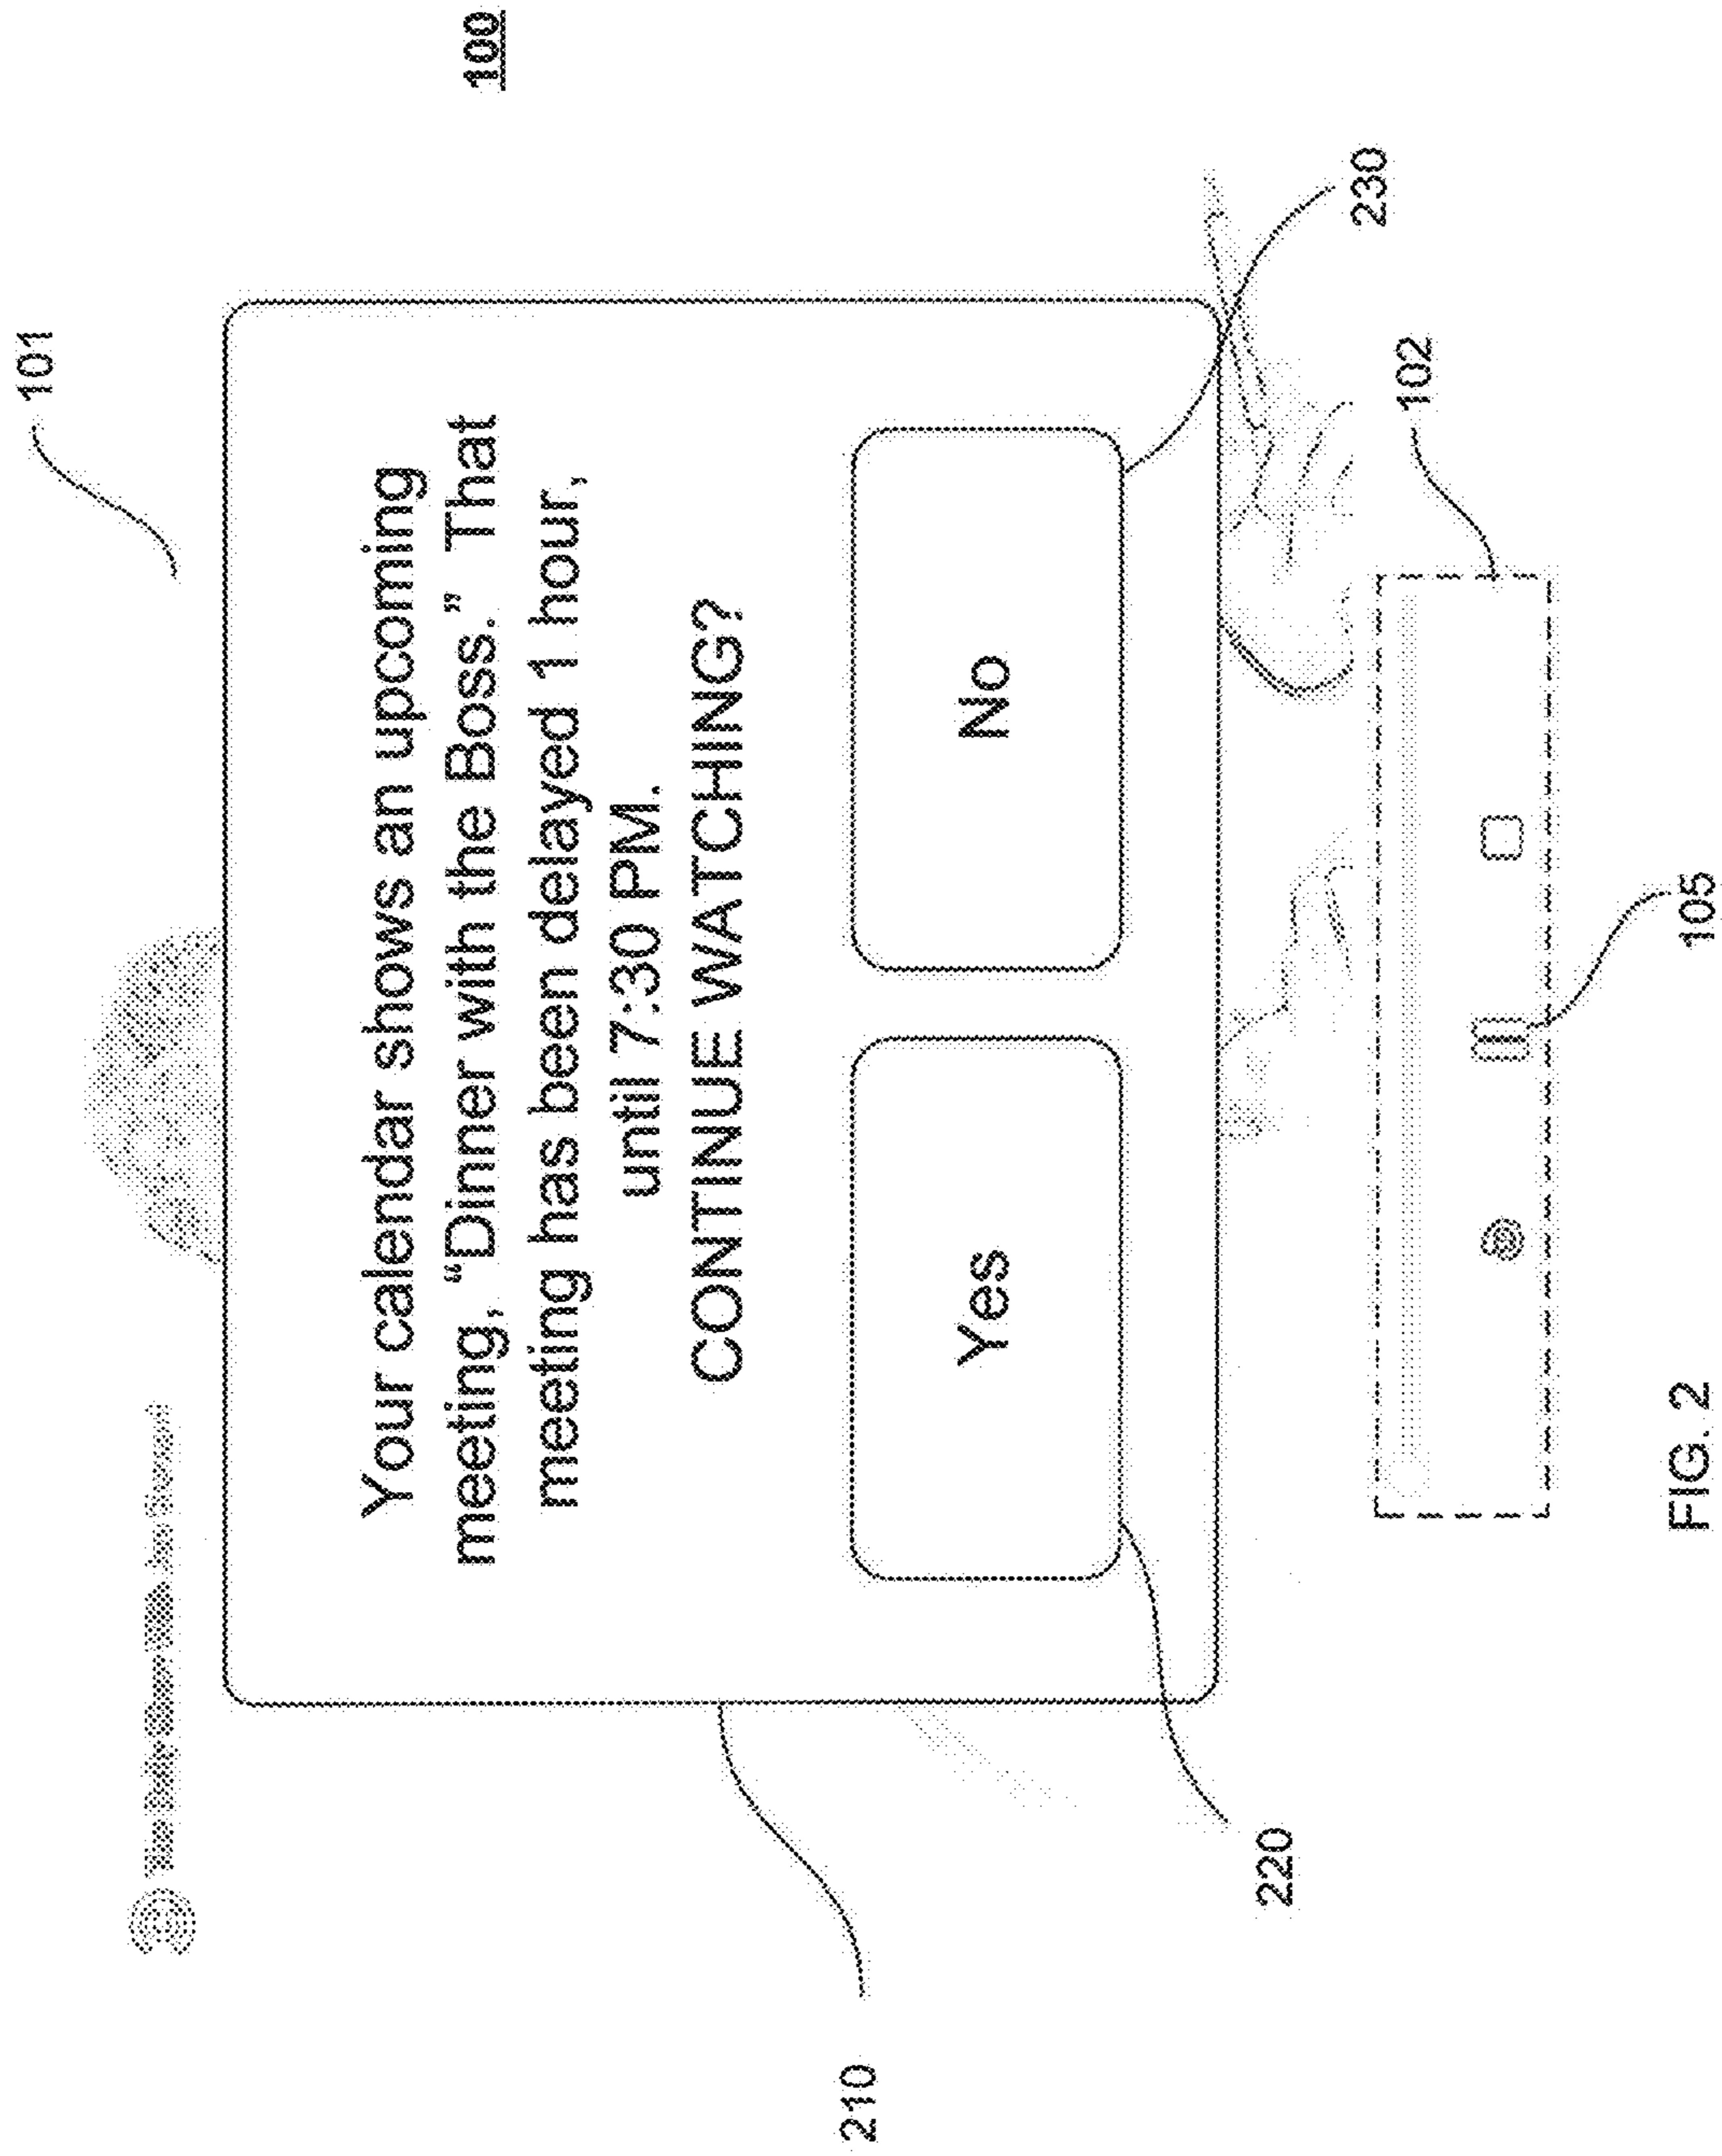 100
101
Your calendar shows an upcoming
meeting, “Dinner with the Boss.” That
meeting has been delayed 1 hour,
until 7:30 PM.
CONTINUE WATCHING?
Yes
No
210
220
230
102
105
FIG. 2